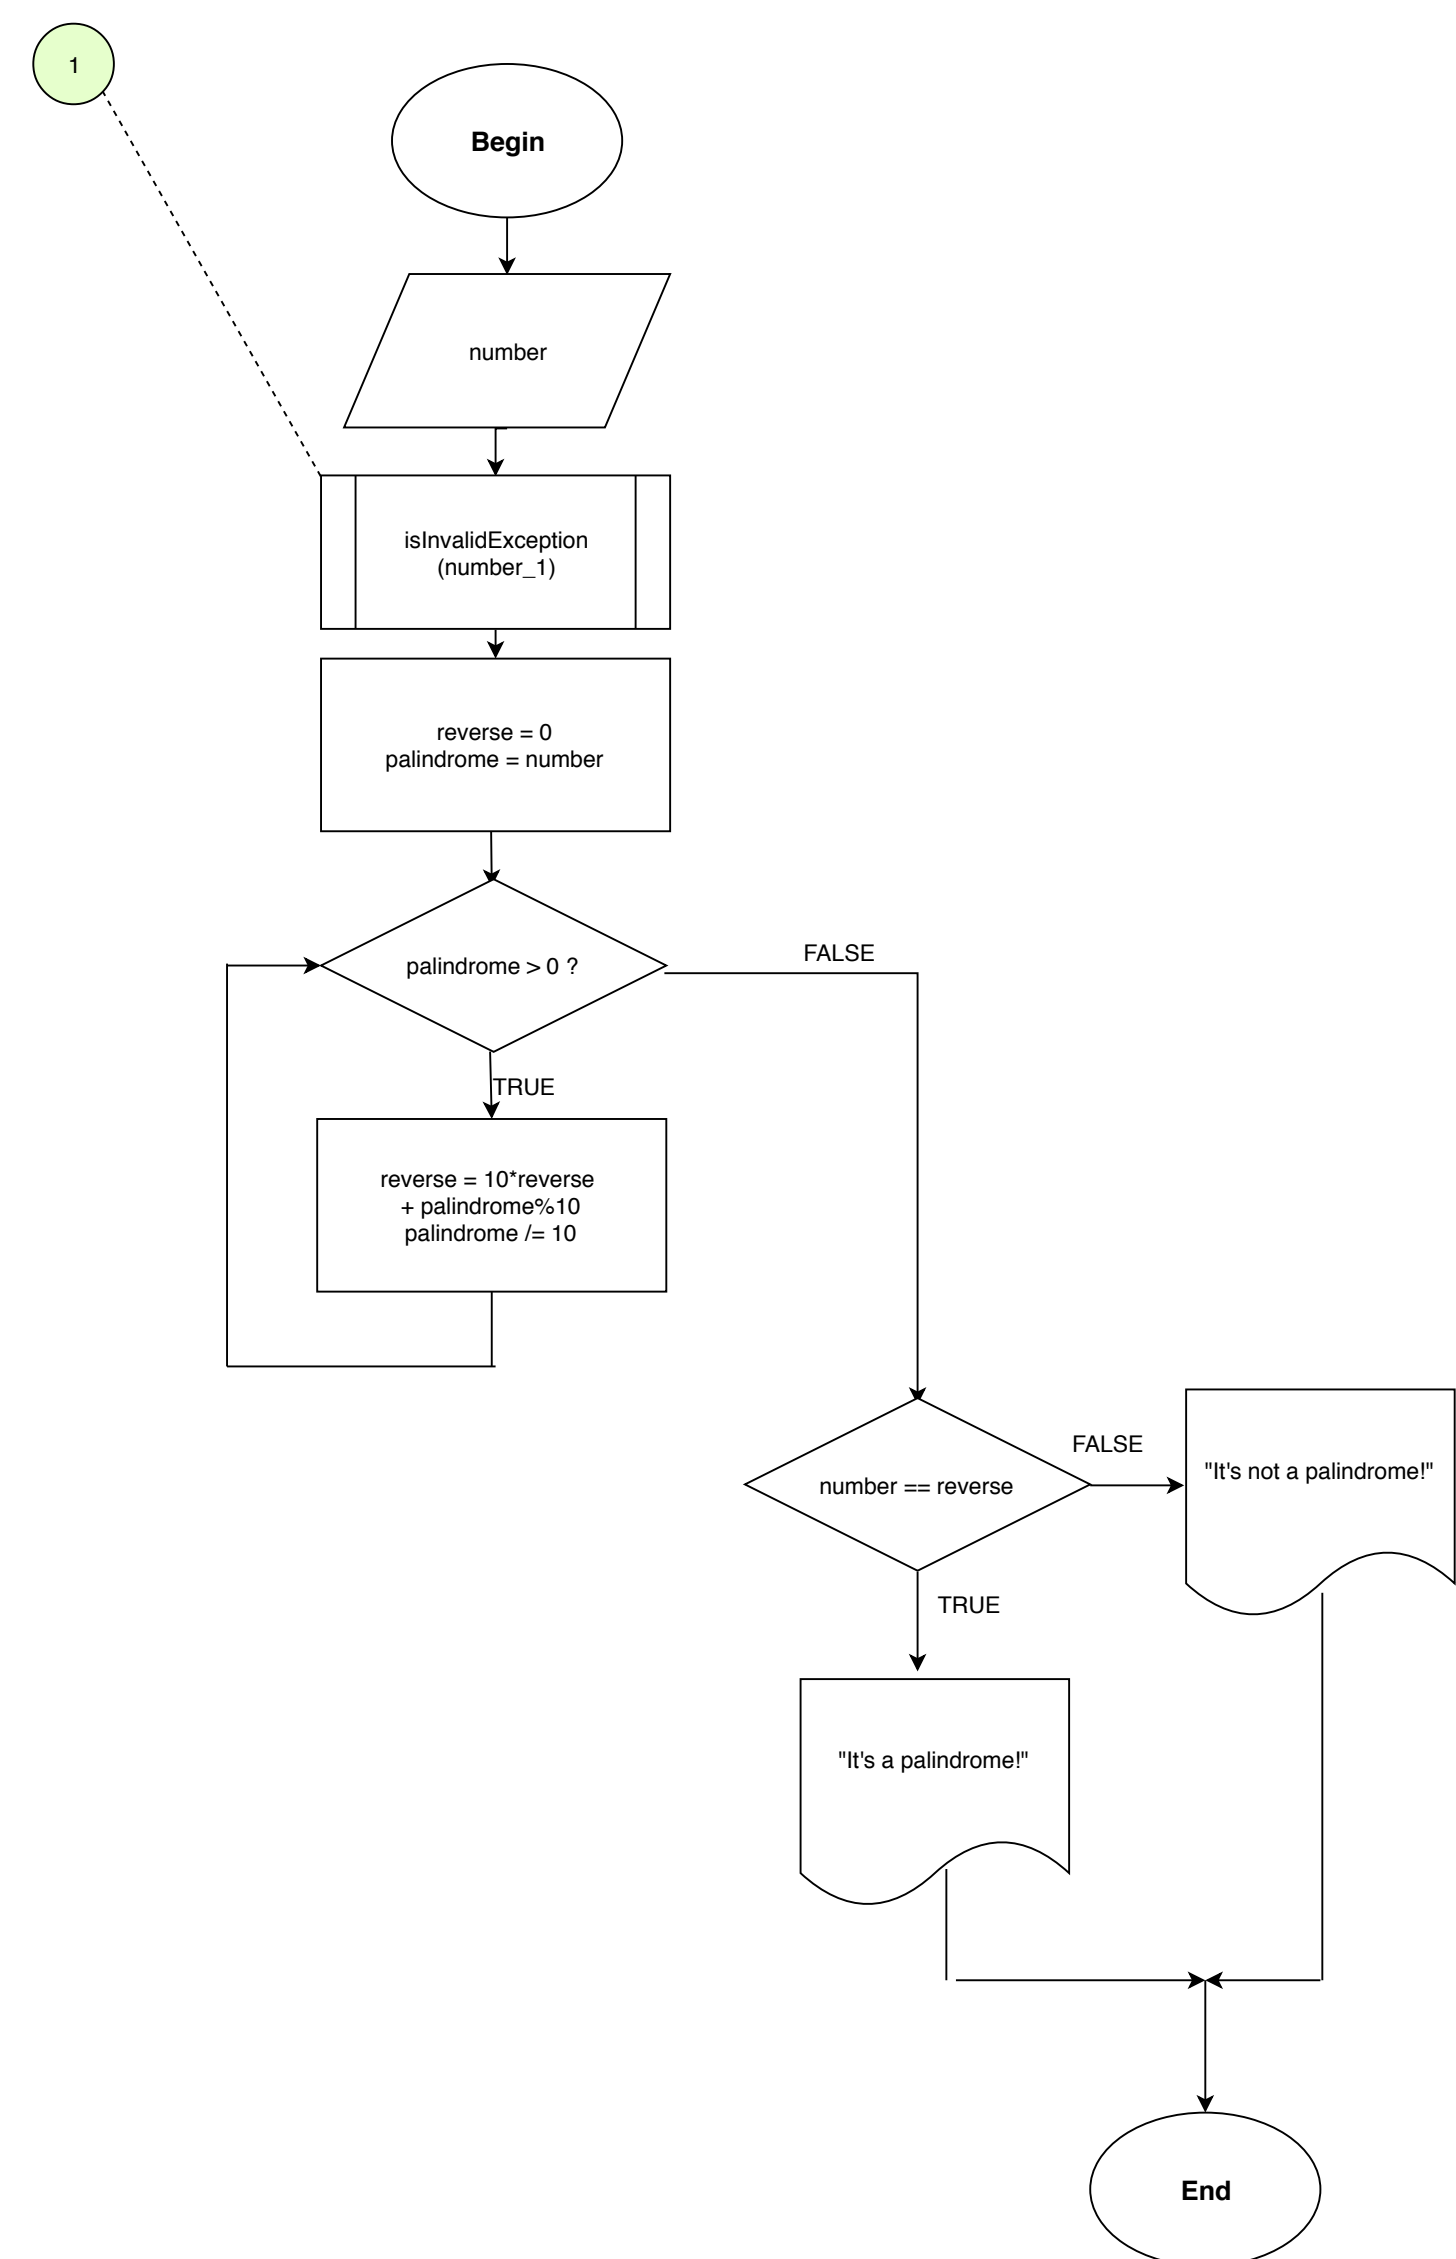 1
Begin
number
isInvalidException
(number_1)
reverse = 0
palindrome = number
palindrome > 0 ?
FALSE
TRUE
reverse = 10*reverse
+ palindrome%10
palindrome /= 10
number == reverse
FALSE
"It's not a palindrome!"
TRUE
"It's a palindrome!"
End